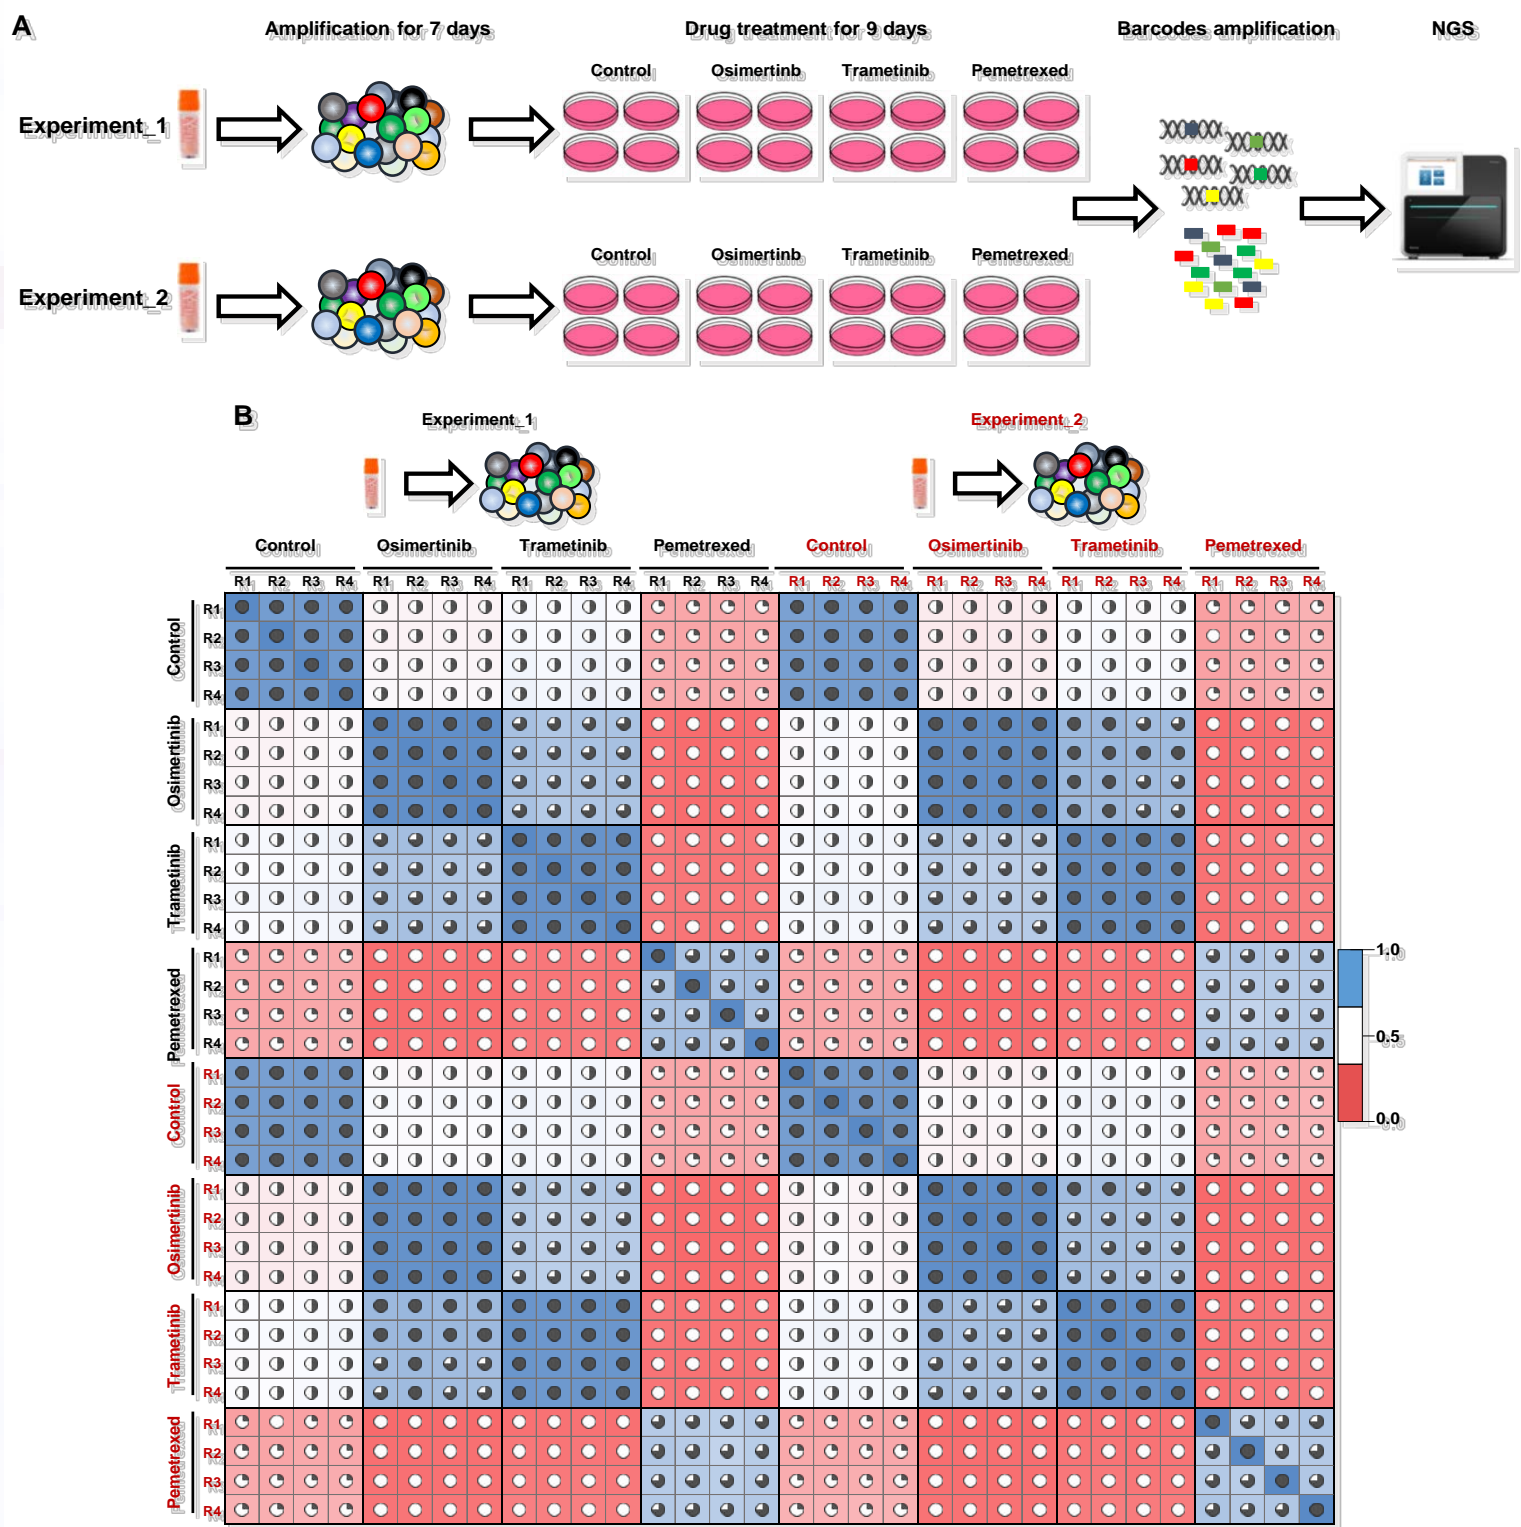 A
Amplification for 7 days
Drug treatment for 9 days
Barcodes amplification
NGS
Control
Osimertinb
Trametinib
Pemetrexed
Experiment_1
Control
Osimertinb
Trametinib
Pemetrexed
Experiment_2
B
Experiment_1
Experiment_2
Control Osimertinib Trametinib Pemetrexed Control Osimertinib Trametinib Pemetrexed
R1 R2 R3 R4 R1 R2 R3 R4 R1 R2 R3 R4 R1 R2 R3 R4 R1 R2 R3 R4 R1 R2 R3 R4 R1 R2 R3 R4 R1 R2 R3 R4
Control
R1
R2
R3
R4
Osimertinib
R1
R2
R3
R4
Trametinib
R1
R2
R3
R4
Pemetrexed
R1
R2
R3
R4
Control
R1
R2
R3
R4
Osimertinib
R1
R2
R3
R4
Trametinib
R1
R2
R3
R4
Pemetrexed
R1
R2
R3
R4
1.0
0.5
0.0